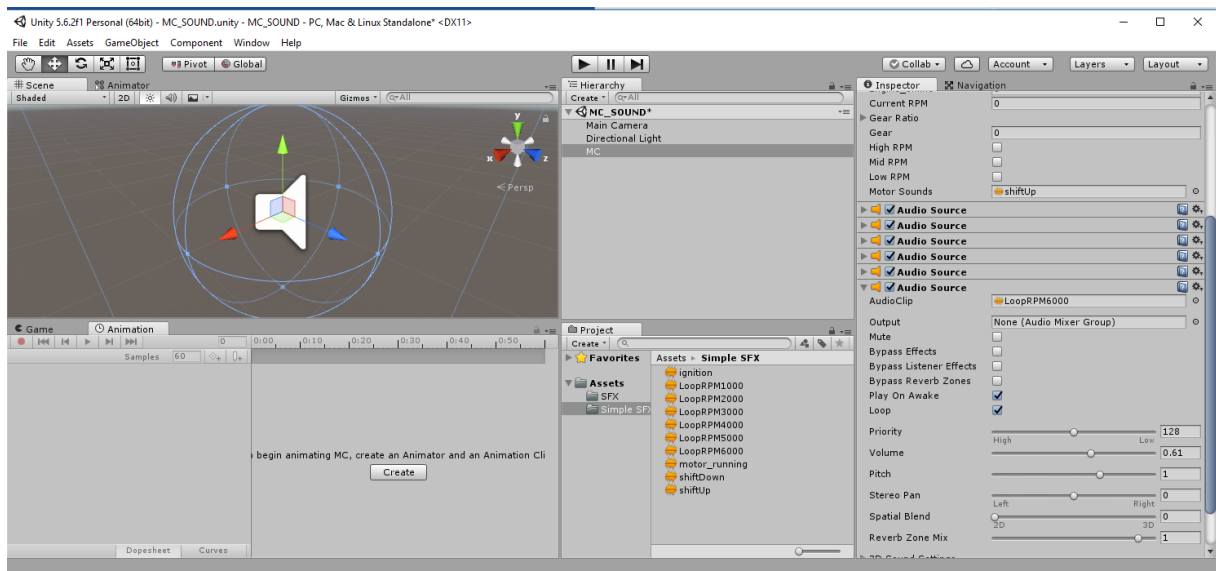 Unity 5.6.2f1 Personal (64bit) - MC_SOUND.unity - MC_SOUND - PC, Mac & Linux Standalone* <DX11>
File Edit Assets GameObject Component Window Help
Pivot Global Collab Account Layers Layout
Scene Animator
Shaded 2D Gizmos All
y
x z
Persp
Hierarchy
Create All
MC_SOUND*
Main Camera
Directional Light
MC
Game Animation
0 0:00 0:10 0:20 0:30 0:40 0:50
Samples 60
begin animating MC, create an Animator and an Animation Cli
Create
Dopesheet Curves
Project
Create
Favorites
Assets
SFX
Simple SF
Assets Simple SFX
ignition
LoopRPM1000
LoopRPM2000
LoopRPM3000
LoopRPM4000
LoopRPM5000
LoopRPM6000
motor_running
shiftDown
shiftUp
Inspector Navigation
Current RPM 0
Gear Ratio
Gear 0
High RPM
Mid RPM
Low RPM
Motor Sounds shiftUp
Audio Source
Audio Source
Audio Source
Audio Source
Audio Source
Audio Source
AudioClip LoopRPM6000
Output None (Audio Mixer Group)
Mute
Bypass Effects
Bypass Listener Effects
Bypass Reverb Zones
Play On Awake
Loop
Priority 128
High Low
Volume 0.61
Pitch 1
Stereo Pan 0
Left Right
Spatial Blend 0
2D 3D
Reverb Zone Mix 1